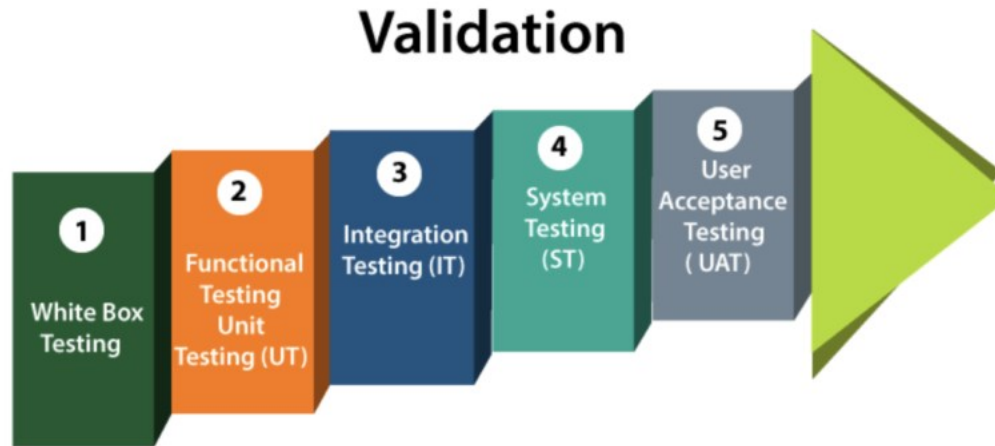 Validation
1
White Box
Testing
2
Functional
Testing
Unit
Testing (UT)
3
Integration
Testing (IT)
4
System
Testing
(ST)
5
User
Acceptance
Testing
( UAT)